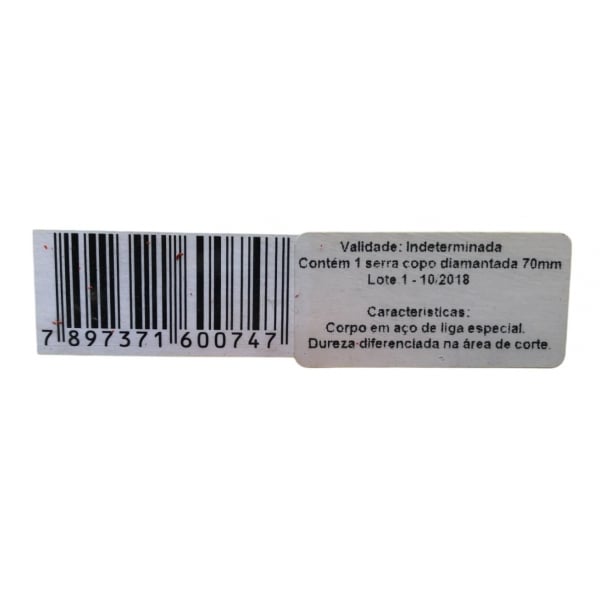 7 897371 600747
Validade: Indeterminada
Contém 1 serra copo diamantada 70mm
Lote 1 - 10/2018
Características:
Corpo em aço de liga especial.
Dureza diferenciada na área de corte.